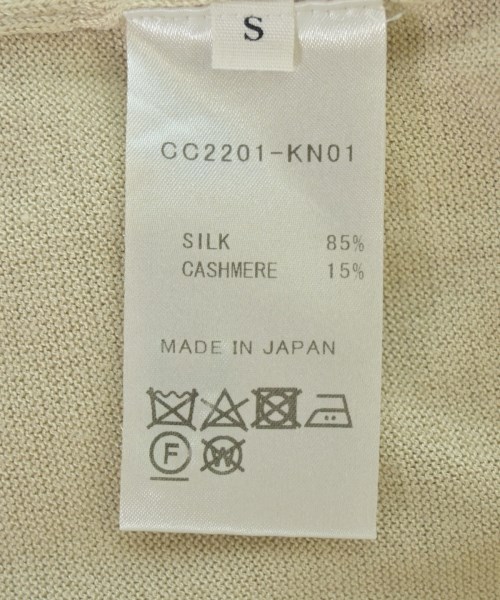 S
CC2201-KN01
SILK 85%
CASHMERE 15%
MADE IN JAPAN
F W